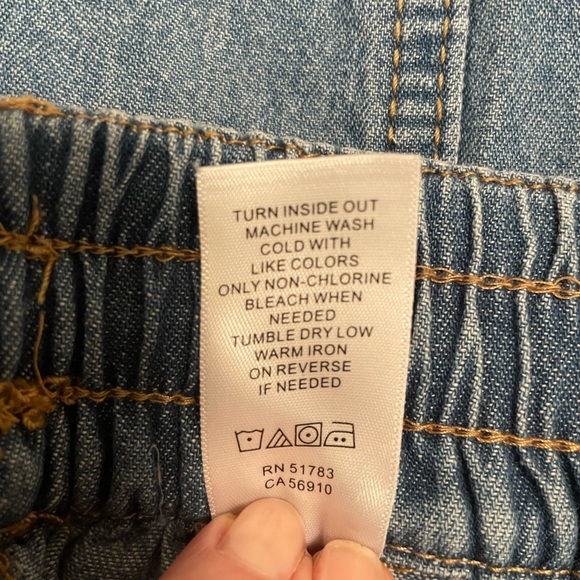 TURN INSIDE OUT
MACHINE WASH
COLD WITH
LIKE COLORS
ONLY NON-CHLORINE
BLEACH WHEN
NEEDED
TUMBLE DRY LOW
WARM IRON
ON REVERSE
IF NEEDED
RN 51783
CA 56910